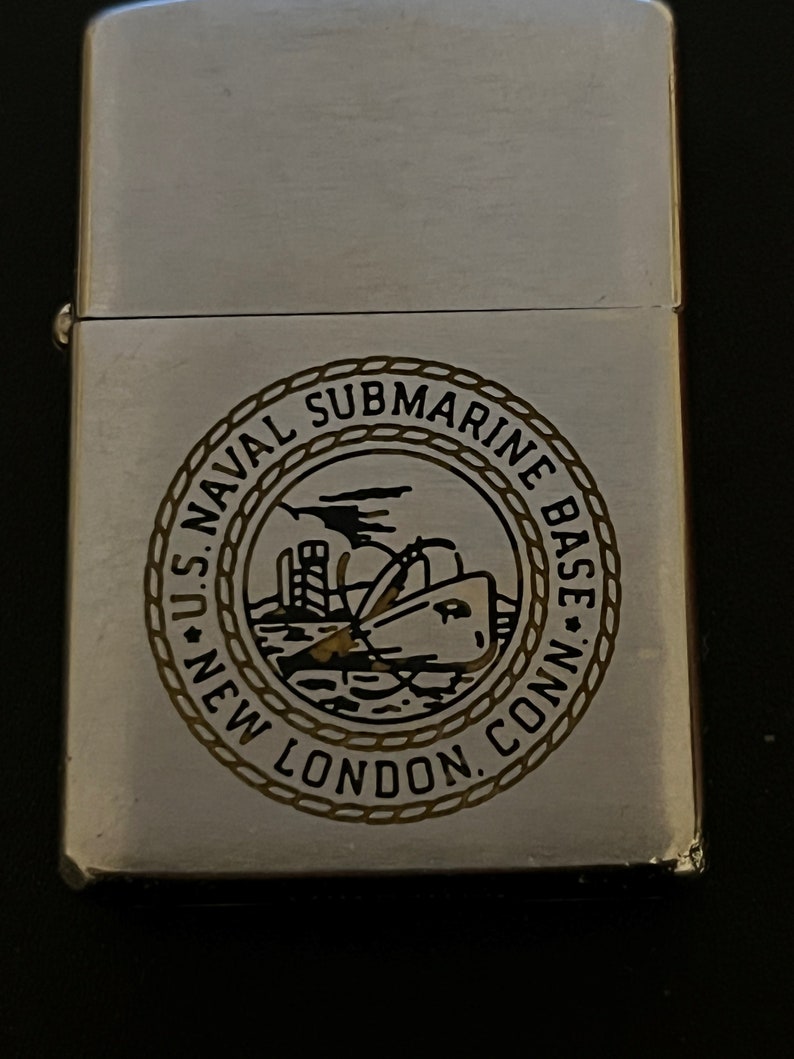 U.S. NAVAL SUBMARINE BASE
NEW LONDON, CONN.